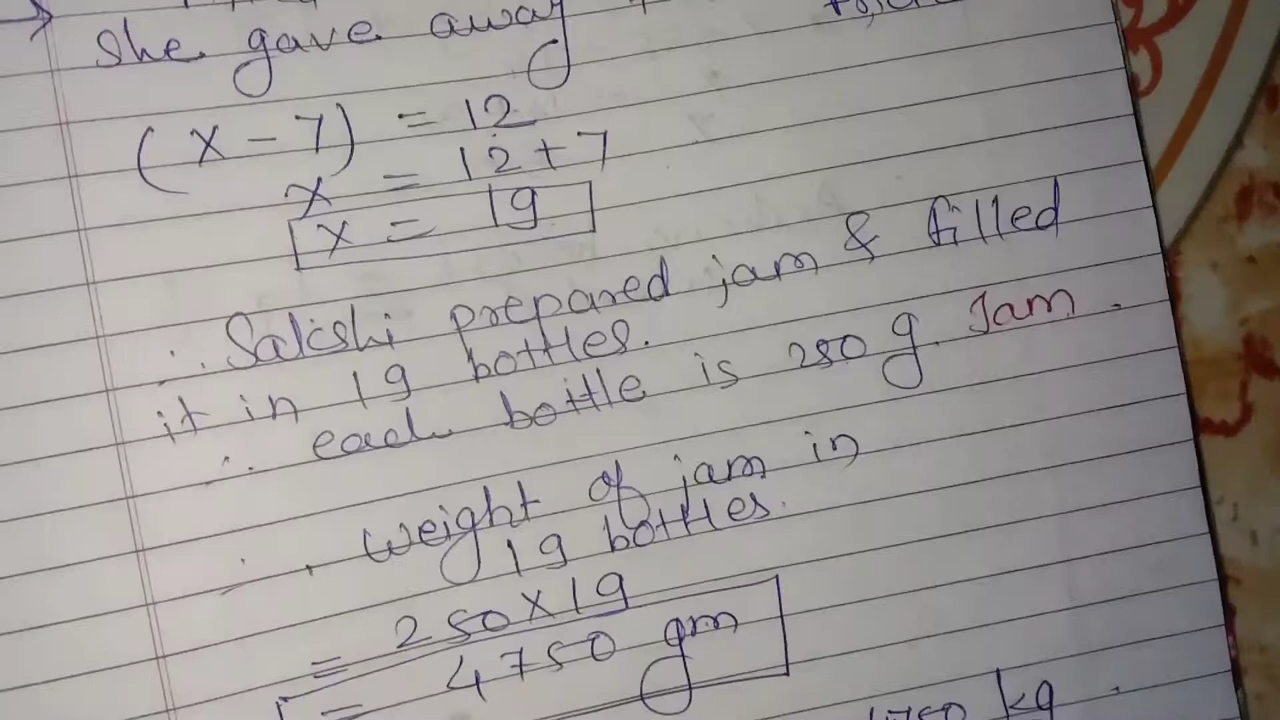 She gave away
(x - 7) = 12
x = 12 + 7
x = 19
∴ Sakshi prepared jam & filled
it in 19 bottles.
∴ each bottle is 250 g. Jam.
∴ weight of jam in
19 bottles.
= 250 x 19
= 4750 gm
kg.